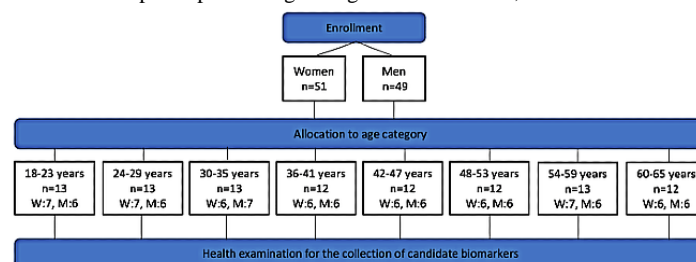 Enrollment
Women
n=51
Men
n=49
Allocation to age category
18-23 years
n=13
W:7, M:6
24-29 years
n=13
W:7, M:6
30-35 years
n=13
W:6, M:7
36-41 years
n=12
W:6, M:6
42-47 years
n=12
W:6, M:6
48-53 years
n=12
W:6, M:6
54-59 years
n=13
W:7, M:6
60-65 years
n=12
W:6, M:6
Health examination for the collection of candidate biomarkers